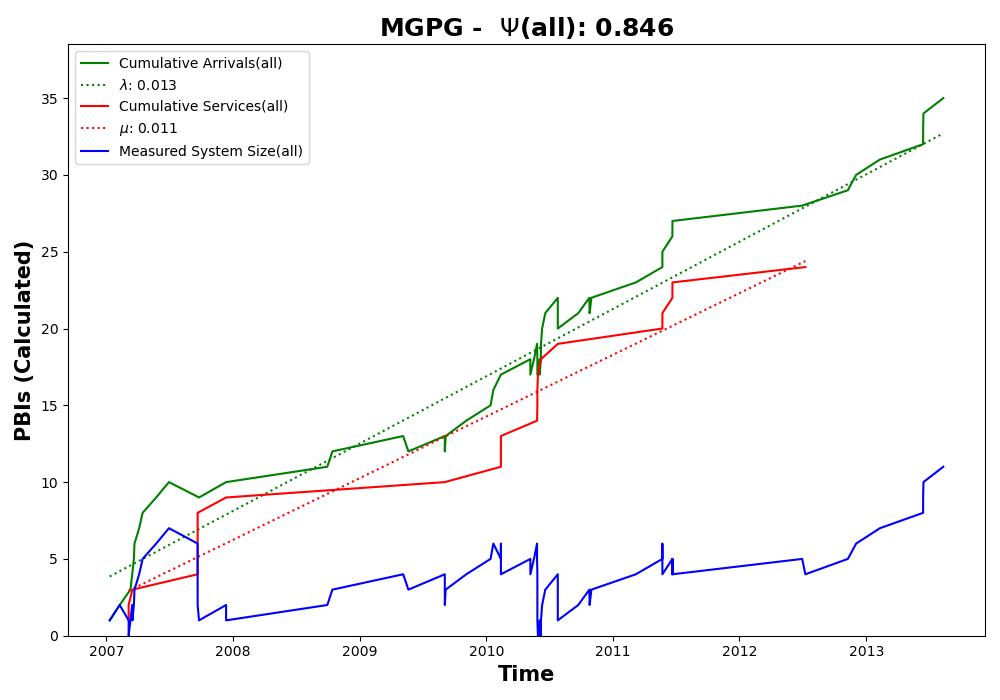 MGPG - Ψ(all): 0.846
Cumulative Arrivals(all)
λ: 0.013
Cumulative Services(all)
μ: 0.011
Measured System Size(all)
PBIs (Calculated)
35
30
25
20
15
10
5
0
2007 2008 2009 2010 2011 2012 2013
Time